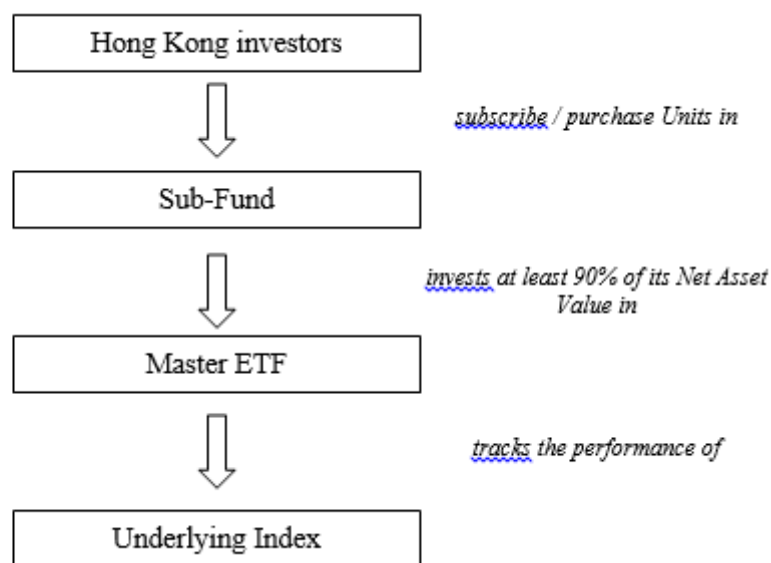 Hong Kong investors
subscribe / purchase Units in
Sub-Fund
invests at least 90% of its Net Asset
Value in
Master ETF
tracks the performance of
Underlying Index